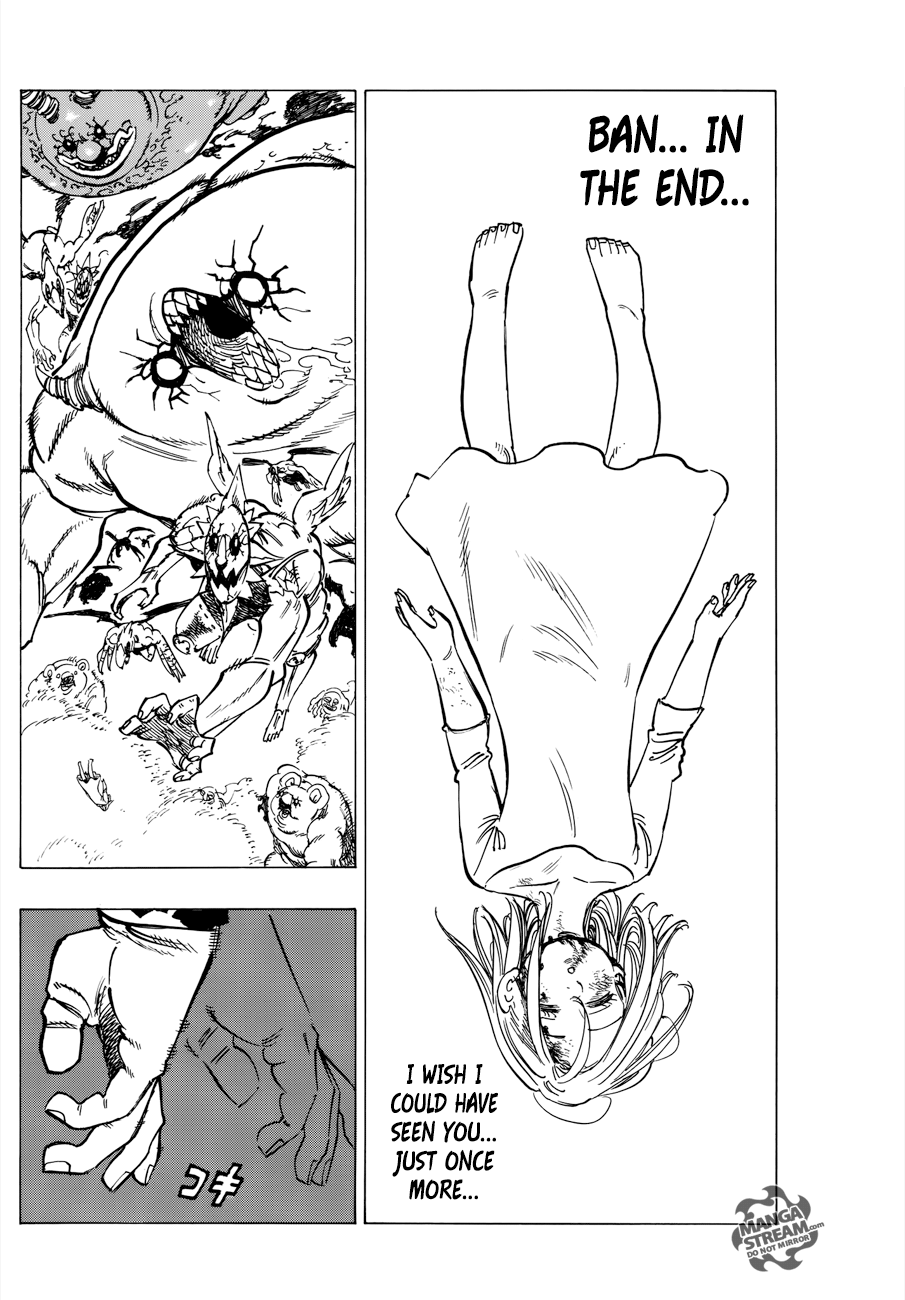 BAN... IN
THE END...
I WISH I
COULD HAVE
SEEN YOU...
JUST ONCE
MORE...
コキ
MANGA
STREAM.com
DO NOT MIRROR